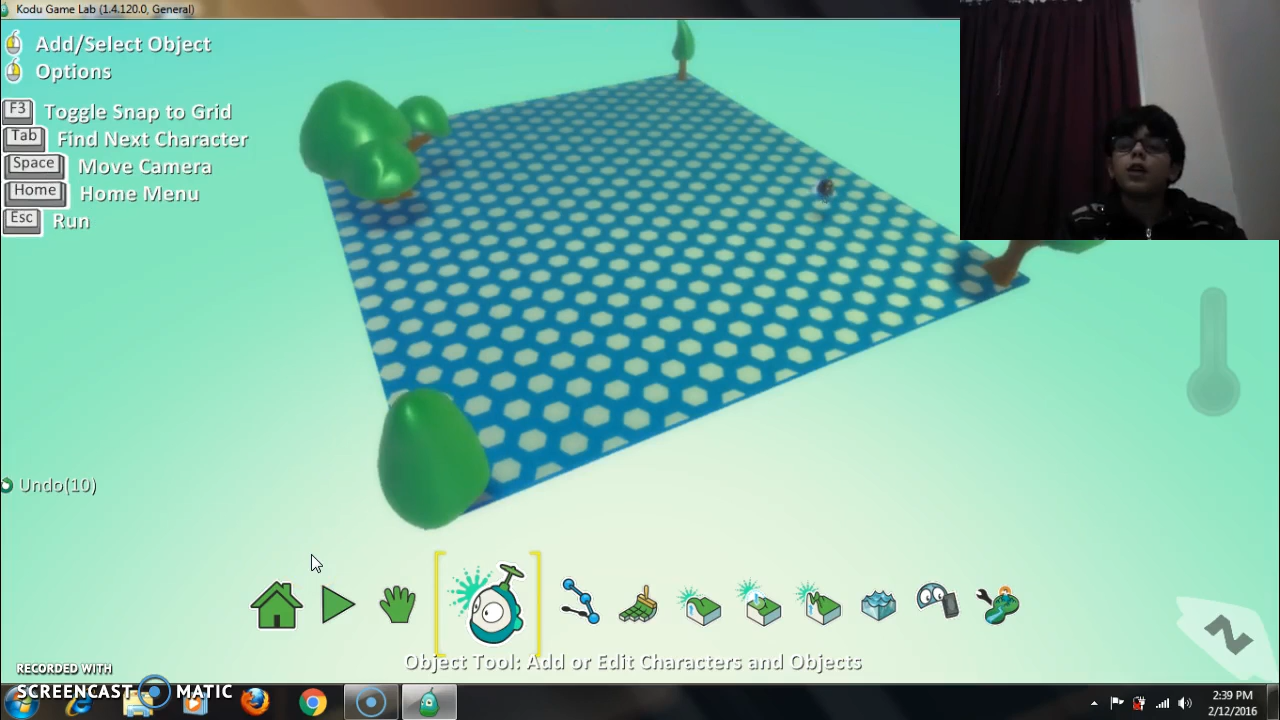 Kodu Game Lab (1.4.120.0, General)
Add/Select Object
Options
F3 Toggle Snap to Grid
Tab Find Next Character
Space Move Camera
Home Home Menu
Esc Run
Undo(10)
Object Tool: Add or Edit Characters and Objects
RECORDED WITH
SCREENCAST MATIC
2:39 PM
2/12/2016